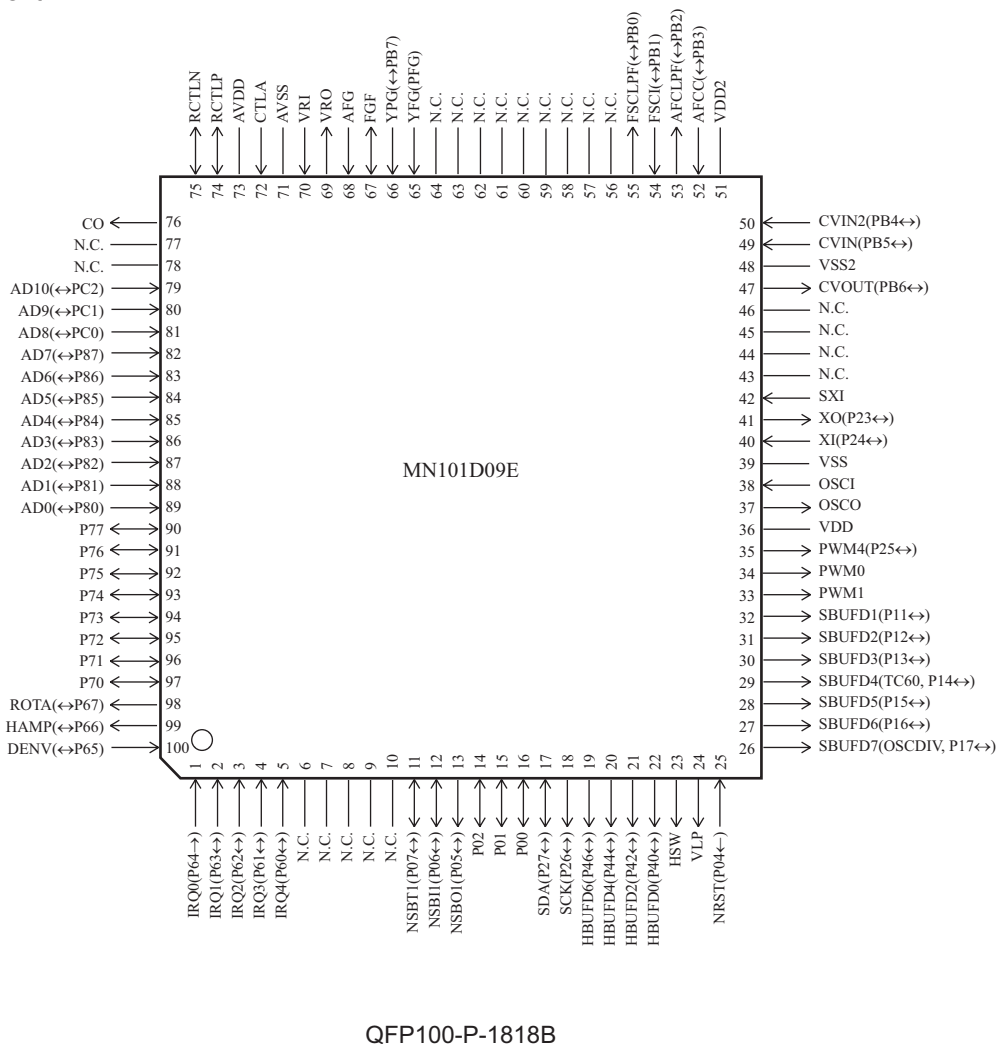 RCTLN
RCTLP
AVDD
CTLA
AVSS
VRI
VRO
AFG
FGF
YPG(↔PB7)
YFG(PFG)
N.C.
N.C.
N.C.
N.C.
N.C.
N.C.
N.C.
N.C.
N.C.
FSCLPF(↔PB0)
FSCI(↔PB1)
AFCLPF(↔PB2)
AFCC(↔PB3)
VDD2
75 74 73 72 71 70 69 68 67 66 65 64 63 62 61 60 59 58 57 56 55 54 53 52 51
CO 76
N.C. 77
N.C. 78
AD10(↔PC2) 79
AD9(↔PC1) 80
AD8(↔PC0) 81
AD7(↔P87) 82
AD6(↔P86) 83
AD5(↔P85) 84
AD4(↔P84) 85
AD3(↔P83) 86
AD2(↔P82) 87
AD1(↔P81) 88
AD0(↔P80) 89
P77 90
P76 91
P75 92
P74 93
P73 94
P72 95
P71 96
P70 97
ROTA(↔P67) 98
HAMP(↔P66) 99
DENV(↔P65) 100
MN101D09E
50 CVIN2(PB4↔)
49 CVIN(PB5↔)
48 VSS2
47 CVOUT(PB6↔)
46 N.C.
45 N.C.
44 N.C.
43 N.C.
42 SXI
41 XO(P23↔)
40 XI(P24↔)
39 VSS
38 OSCI
37 OSCO
36 VDD
35 PWM4(P25↔)
34 PWM0
33 PWM1
32 SBUFD1(P11↔)
31 SBUFD2(P12↔)
30 SBUFD3(P13↔)
29 SBUFD4(TC60, P14↔)
28 SBUFD5(P15↔)
27 SBUFD6(P16↔)
26 SBUFD7(OSCDIV, P17↔)
1 2 3 4 5 6 7 8 9 10 11 12 13 14 15 16 17 18 19 20 21 22 23 24 25
IRQ0(P64→)
IRQ1(P63↔)
IRQ2(P62↔)
IRQ3(P61↔)
IRQ4(P60↔)
N.C.
N.C.
N.C.
N.C.
N.C.
NSBT1(P07↔)
NSBI1(P06↔)
NSBO1(P05↔)
P02
P01
P00
SDA(P27↔)
SCK(P26↔)
HBUFD6(P46↔)
HBUFD4(P44↔)
HBUFD2(P42↔)
HBUFD0(P40↔)
HSW
VLP
NRST(P04←)
QFP100-P-1818B